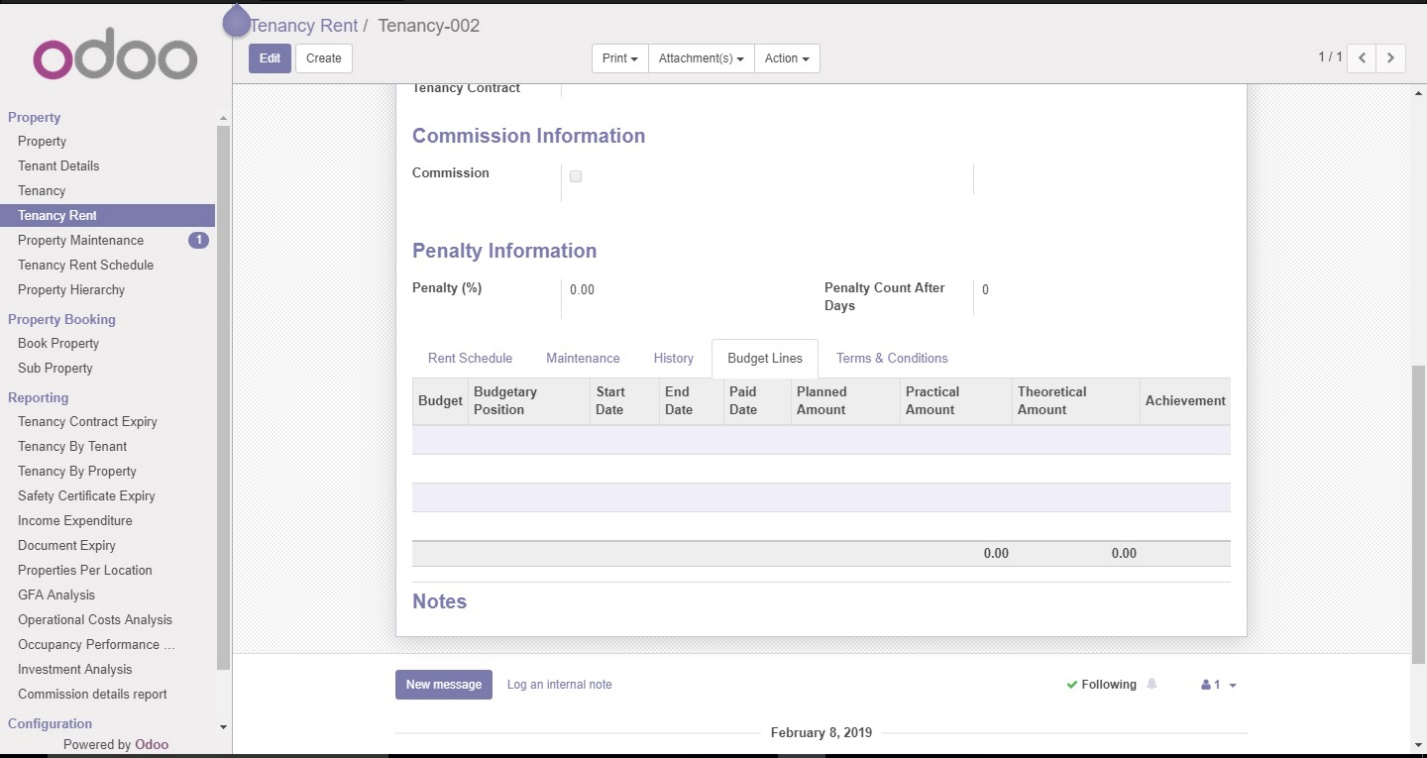 odoo
Tenancy Rent / Tenancy-002
Edit Create Print Attachment(s) Action 1 / 1
Property
Property
Tenant Details
Tenancy
Tenancy Rent
Property Maintenance 1
Tenancy Rent Schedule
Property Hierarchy
Property Booking
Book Property
Sub Property
Reporting
Tenancy Contract Expiry
Tenancy By Tenant
Tenancy By Property
Safety Certificate Expiry
Income Expenditure
Document Expiry
Properties Per Location
GFA Analysis
Operational Costs Analysis
Occupancy Performance ...
Investment Analysis
Commission details report
Configuration
Powered by Odoo
Tenancy Contract
Commission Information
Commission
Penalty Information
Penalty (%) 0.00 Penalty Count After Days 0
Rent Schedule Maintenance History Budget Lines Terms & Conditions
Budget Budgetary Position Start Date End Date Paid Date Planned Amount Practical Amount Theoretical Amount Achievement
0.00 0.00
Notes
New message Log an internal note Following 1
February 8, 2019